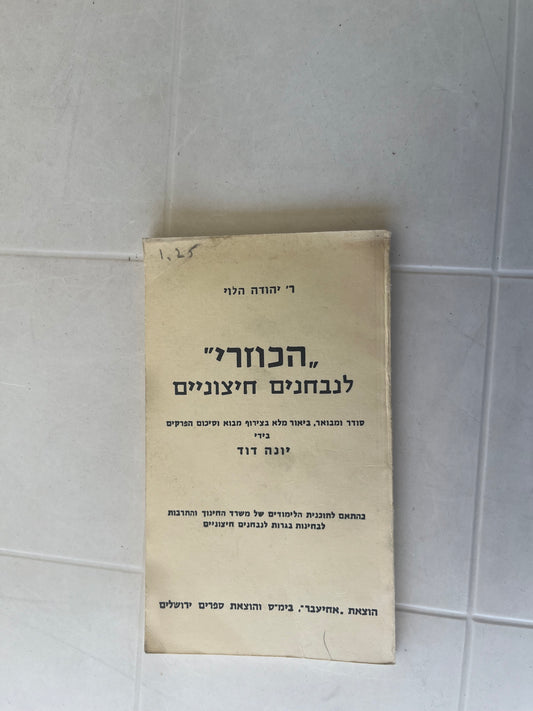 1.25
ר׳ יהודה הלוי
„הכוזרי"
לנבחנים חיצוניים
סודר ומבואר. ביאור מלא בצירוף מבוא וסיכום הפרקים
בידי
יונה דוד
בהתאם לתוכנית הלימודים של משרד החינוך והתרבות
לבחינות בגרות לנבחנים חיצוניים
הוצאת „אחיעבר״. בימ״ס והוצאת ספרים ירושלים